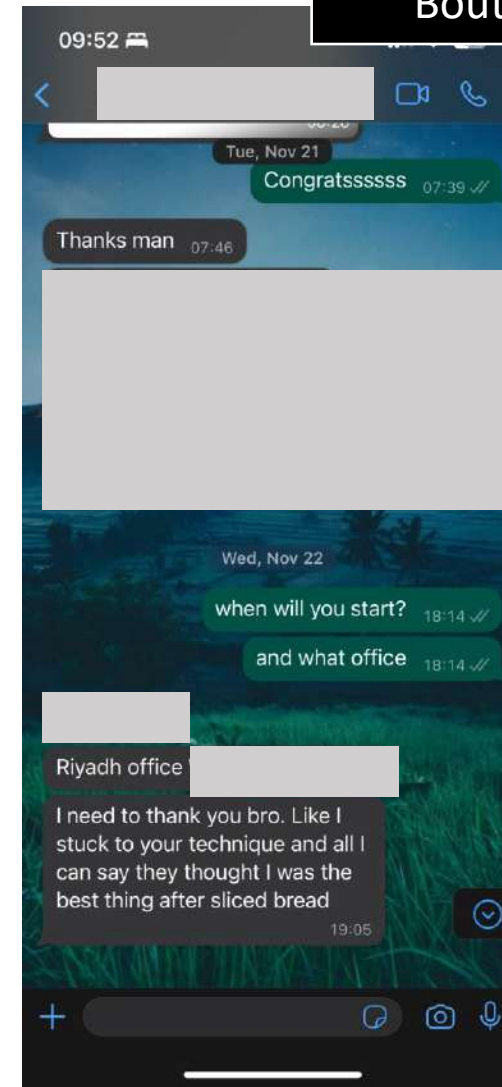 Bout
09:52
Tue, Nov 21
Congratssssss 07:39
Thanks man 07:46
Wed, Nov 22
when will you start? 18:14
and what office 18:14
Riyadh office
I need to thank you bro. Like I
stuck to your technique and all I
can say they thought I was the
best thing after sliced bread
19:05